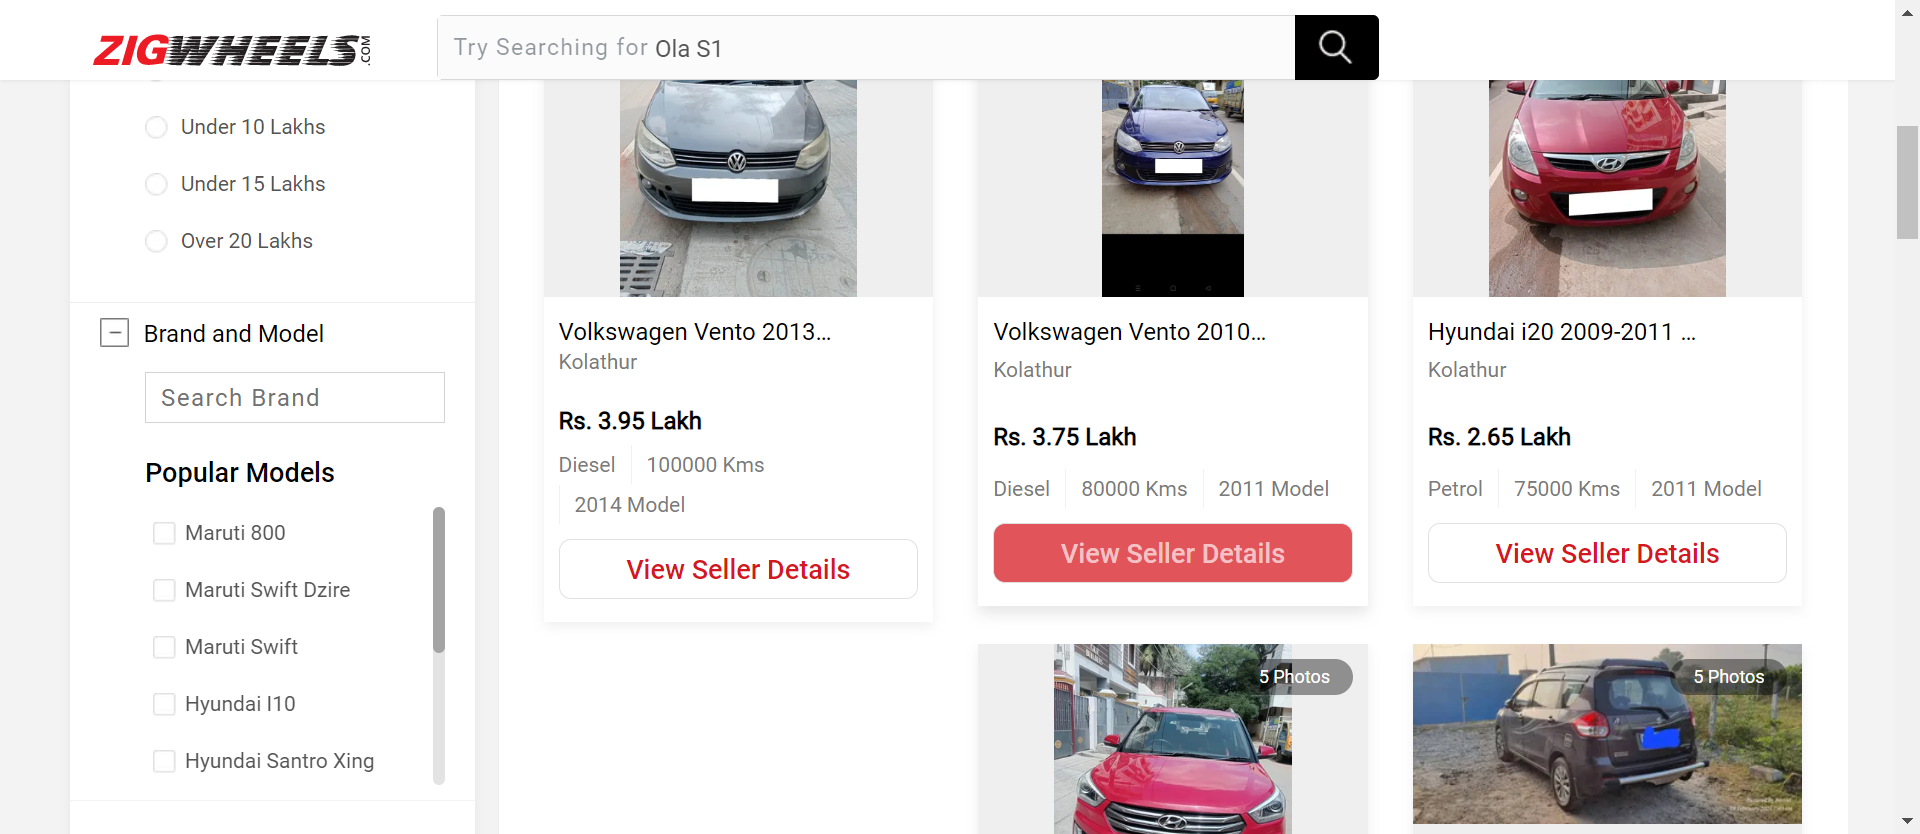 ZIGWHEELS.COM
Try Searching for Ola S1
Under 10 Lakhs
Under 15 Lakhs
Over 20 Lakhs
Brand and Model
Search Brand
Popular Models
Maruti 800
Maruti Swift Dzire
Maruti Swift
Hyundai I10
Hyundai Santro Xing
Volkswagen Vento 2013...
Kolathur
Rs. 3.95 Lakh
Diesel
100000 Kms
2014 Model
View Seller Details
Volkswagen Vento 2010...
Kolathur
Rs. 3.75 Lakh
Diesel
80000 Kms
2011 Model
View Seller Details
Hyundai i20 2009-2011 ...
Kolathur
Rs. 2.65 Lakh
Petrol
75000 Kms
2011 Model
View Seller Details
5 Photos
5 Photos